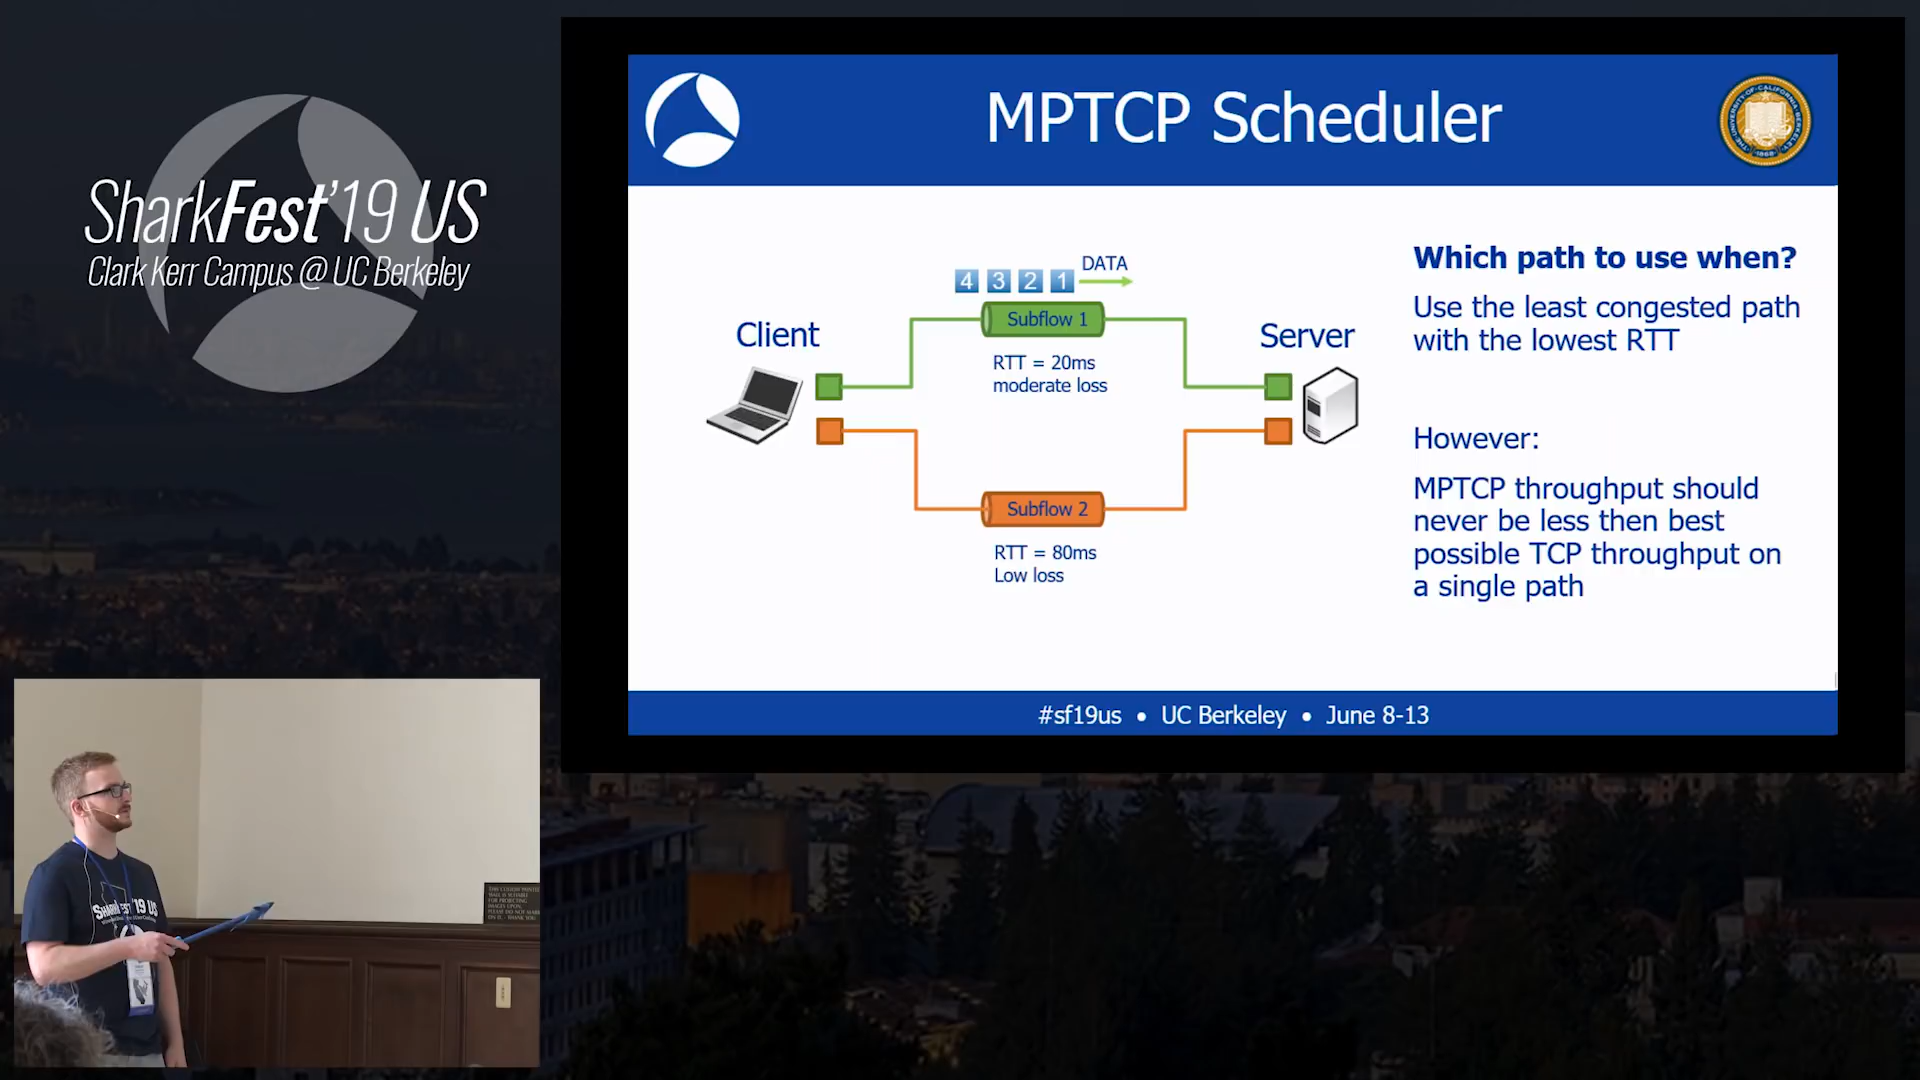 SharkFest'19 US
Clark Kerr Campus @ UC Berkeley
MPTCP Scheduler
4 3 2 1 DATA
Subflow 1
RTT = 20ms
moderate loss
Client
Server
Subflow 2
RTT = 80ms
Low loss
Which path to use when?
Use the least congested path
with the lowest RTT
However:
MPTCP throughput should
never be less then best
possible TCP throughput on
a single path
#sf19us • UC Berkeley • June 8-13
SHARKFEST'19 US